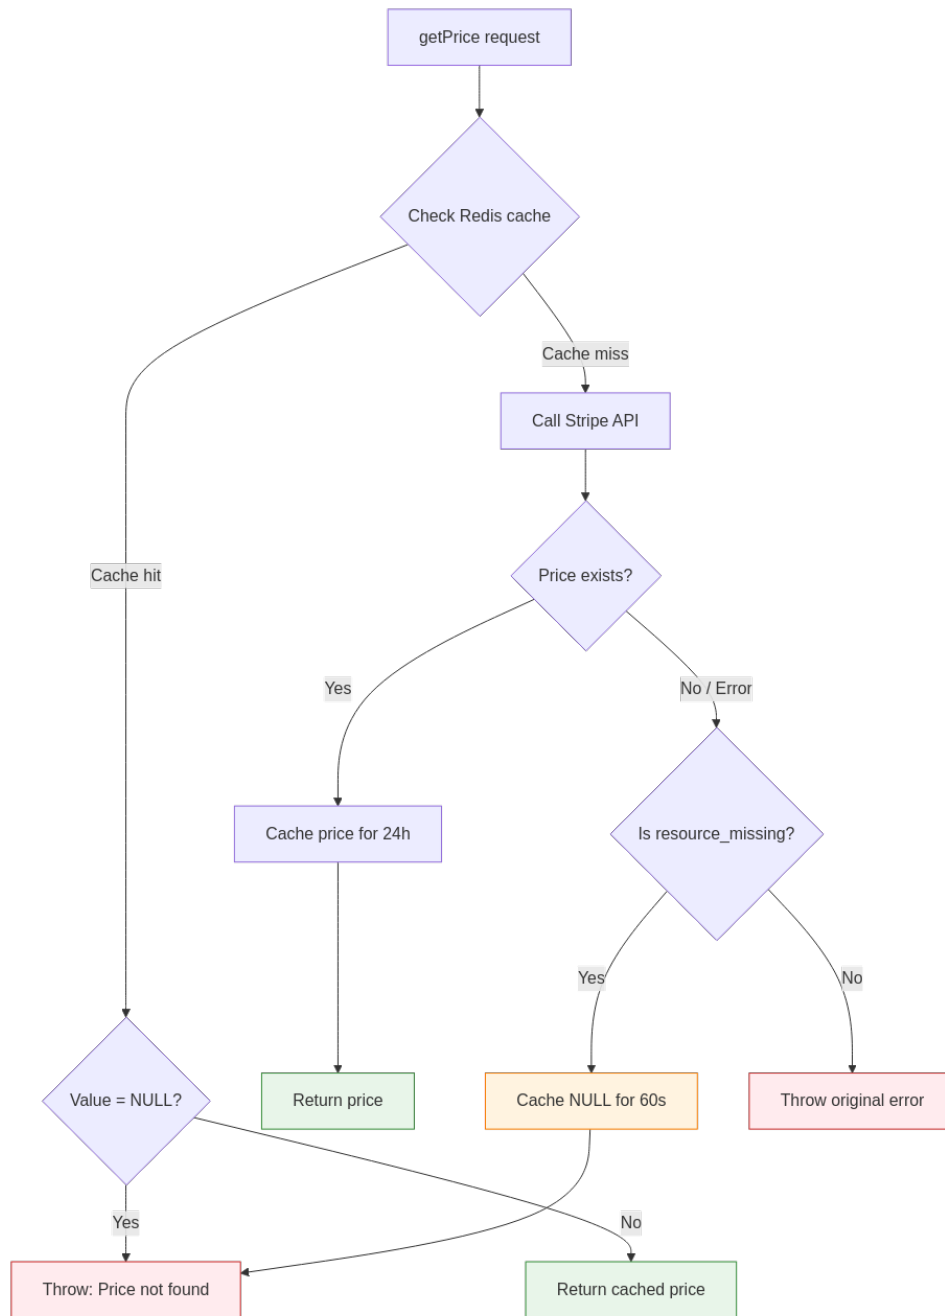 getPrice request
Check Redis cache
Cache miss
Call Stripe API
Cache hit
Price exists?
Yes
No / Error
Cache price for 24h
Is resource_missing?
Yes
No
Value = NULL?
Return price
Cache NULL for 60s
Throw original error
Yes
No
Throw: Price not found
Return cached price